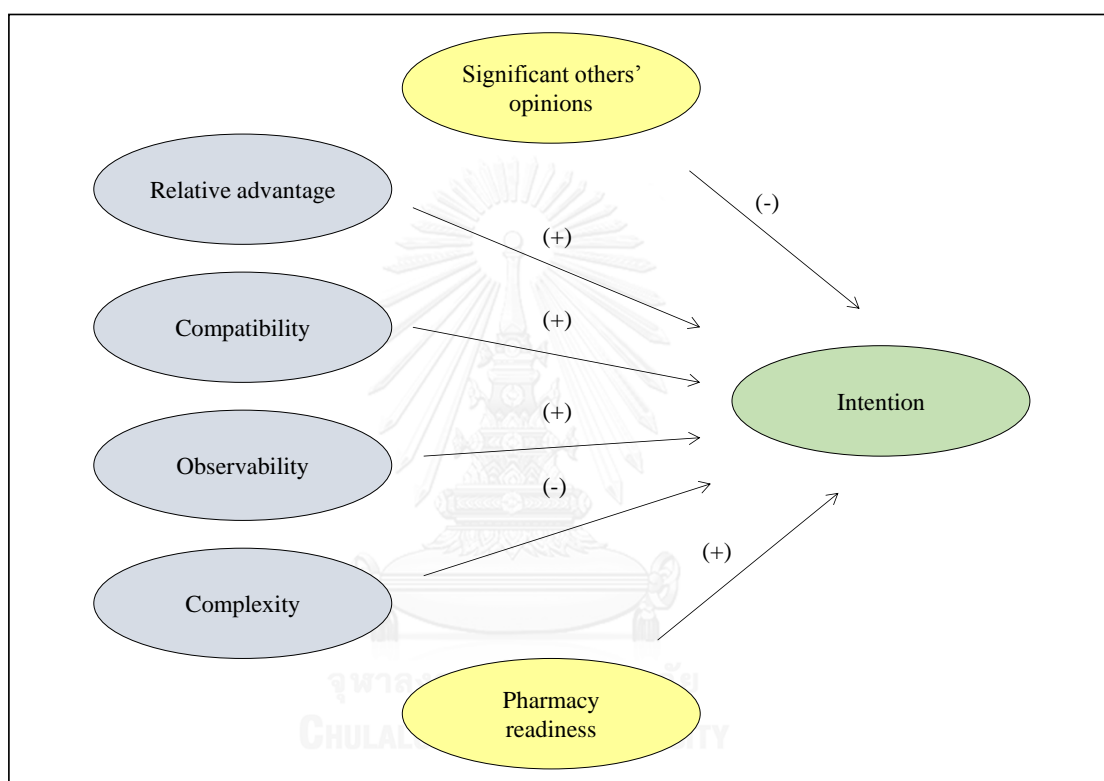 Significant others’
opinions
Relative advantage
(-)
(+)
Compatibility
(+)
Intention
(+)
Observability
(-)
(+)
Complexity
Pharmacy
readiness